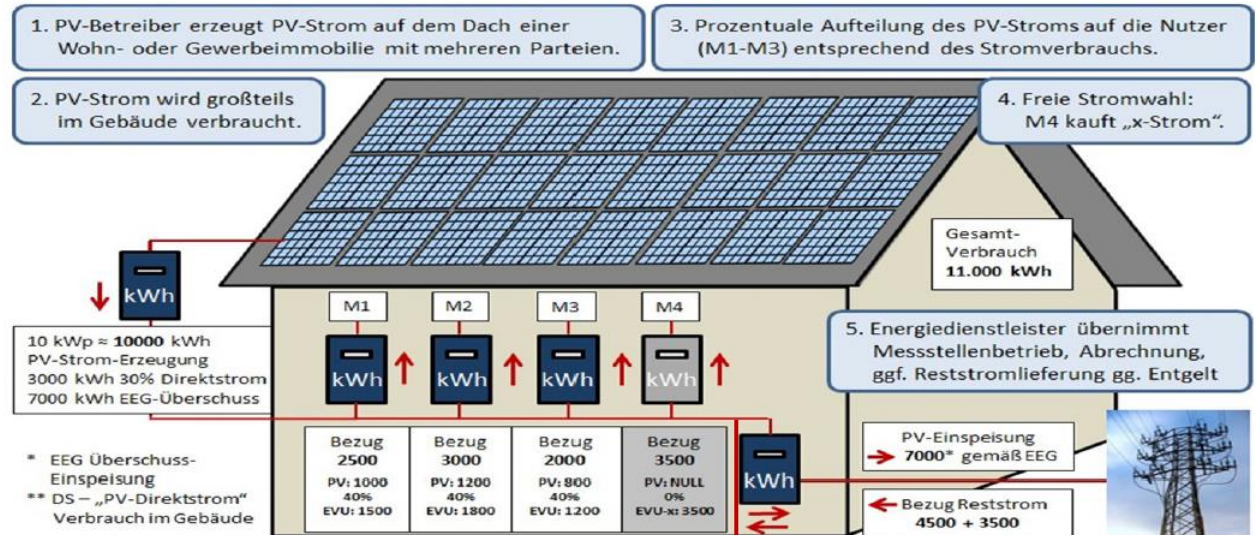 1. PV-Betreiber erzeugt PV-Strom auf dem Dach einer
Wohn- oder Gewerbeimmobilie mit mehreren Parteien.
2. PV-Strom wird großteils
im Gebäude verbraucht.
3. Prozentuale Aufteilung des PV-Stroms auf die Nutzer
(M1-M3) entsprechend des Stromverbrauchs.
4. Freie Stromwahl:
M4 kauft „x-Strom“.
Gesamt-
Verbrauch
11.000 kWh
kWh
10 kWp ≈ 10000 kWh
PV-Strom-Erzeugung
3000 kWh 30% Direktstrom
7000 kWh EEG-Überschuss
* EEG Überschuss-
Einspeisung
** DS – „PV-Direktstrom“
Verbrauch im Gebäude
M1
kWh
Bezug
2500
PV: 1000
40%
EVU: 1500
M2
kWh
Bezug
3000
PV: 1200
40%
EVU: 1800
M3
kWh
Bezug
2000
PV: 800
40%
EVU: 1200
M4
kWh
Bezug
3500
PV: NULL
0%
EVU-x: 3500
kWh
5. Energiedienstleister übernimmt
Messstellenbetrieb, Abrechnung,
ggf. Reststromlieferung gg. Entgelt
PV-Einspeisung
7000* gemäß EEG
Bezug Reststrom
4500 + 3500